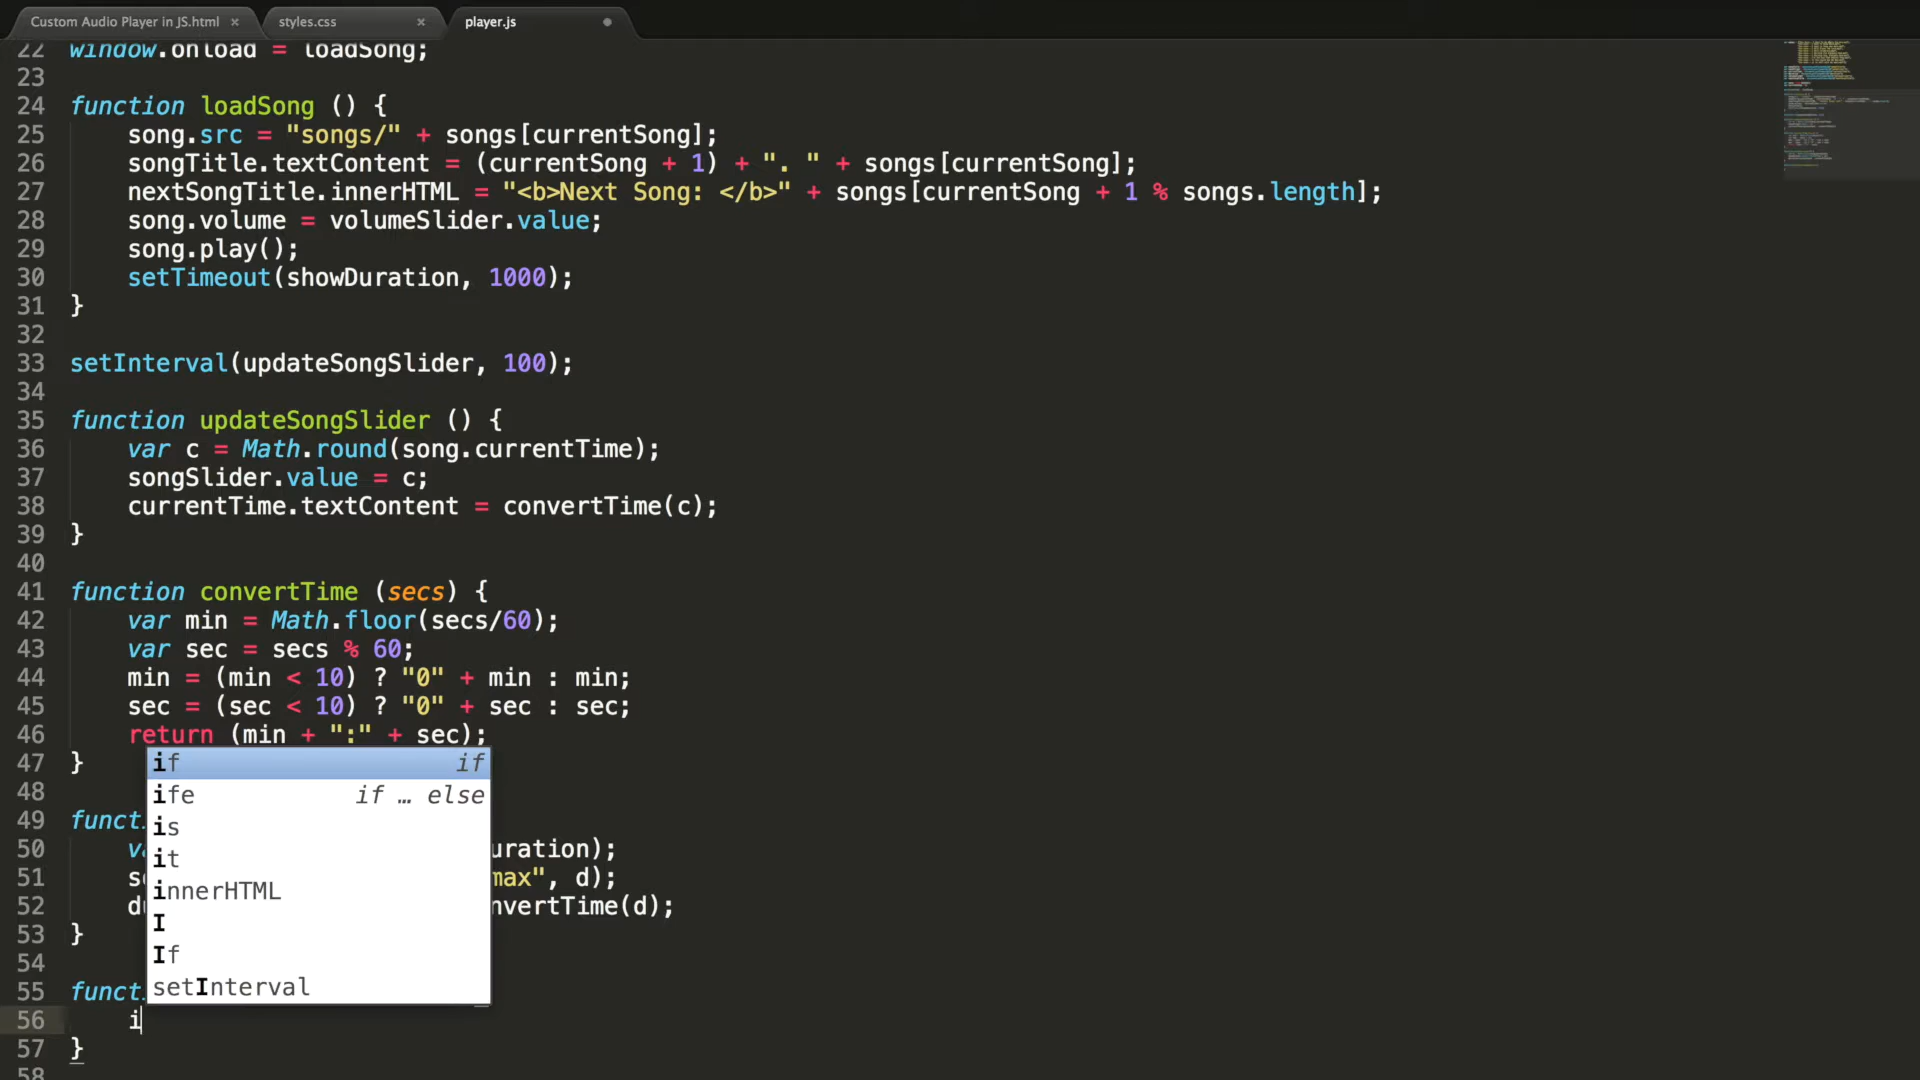 Custom Audio Player in JS.html × styles.css × player.js
22 window.onload = loadSong;
23
24 function loadSong () {
25 song.src = "songs/" + songs[currentSong];
26 songTitle.textContent = (currentSong + 1) + ". " + songs[currentSong];
27 nextSongTitle.innerHTML = "<b>Next Song: </b>" + songs[currentSong + 1 % songs.length];
28 song.volume = volumeSlider.value;
29 song.play();
30 setTimeout(showDuration, 1000);
31 }
32
33 setInterval(updateSongSlider, 100);
34
35 function updateSongSlider () {
36 var c = Math.round(song.currentTime);
37 songSlider.value = c;
38 currentTime.textContent = convertTime(c);
39 }
40
41 function convertTime (secs) {
42 var min = Math.floor(secs/60);
43 var sec = secs % 60;
44 min = (min < 10) ? "0" + min : min;
45 sec = (sec < 10) ? "0" + sec : sec;
46 return (min + ":" + sec);
47 }
if if
ife if … else
48
is
49 funct
50 va uration);
it
51 so max", d);
innerHTML
52 du nvertTime(d);
I
53 }
If
54
setInterval
55 funct
56 i
57 }
58